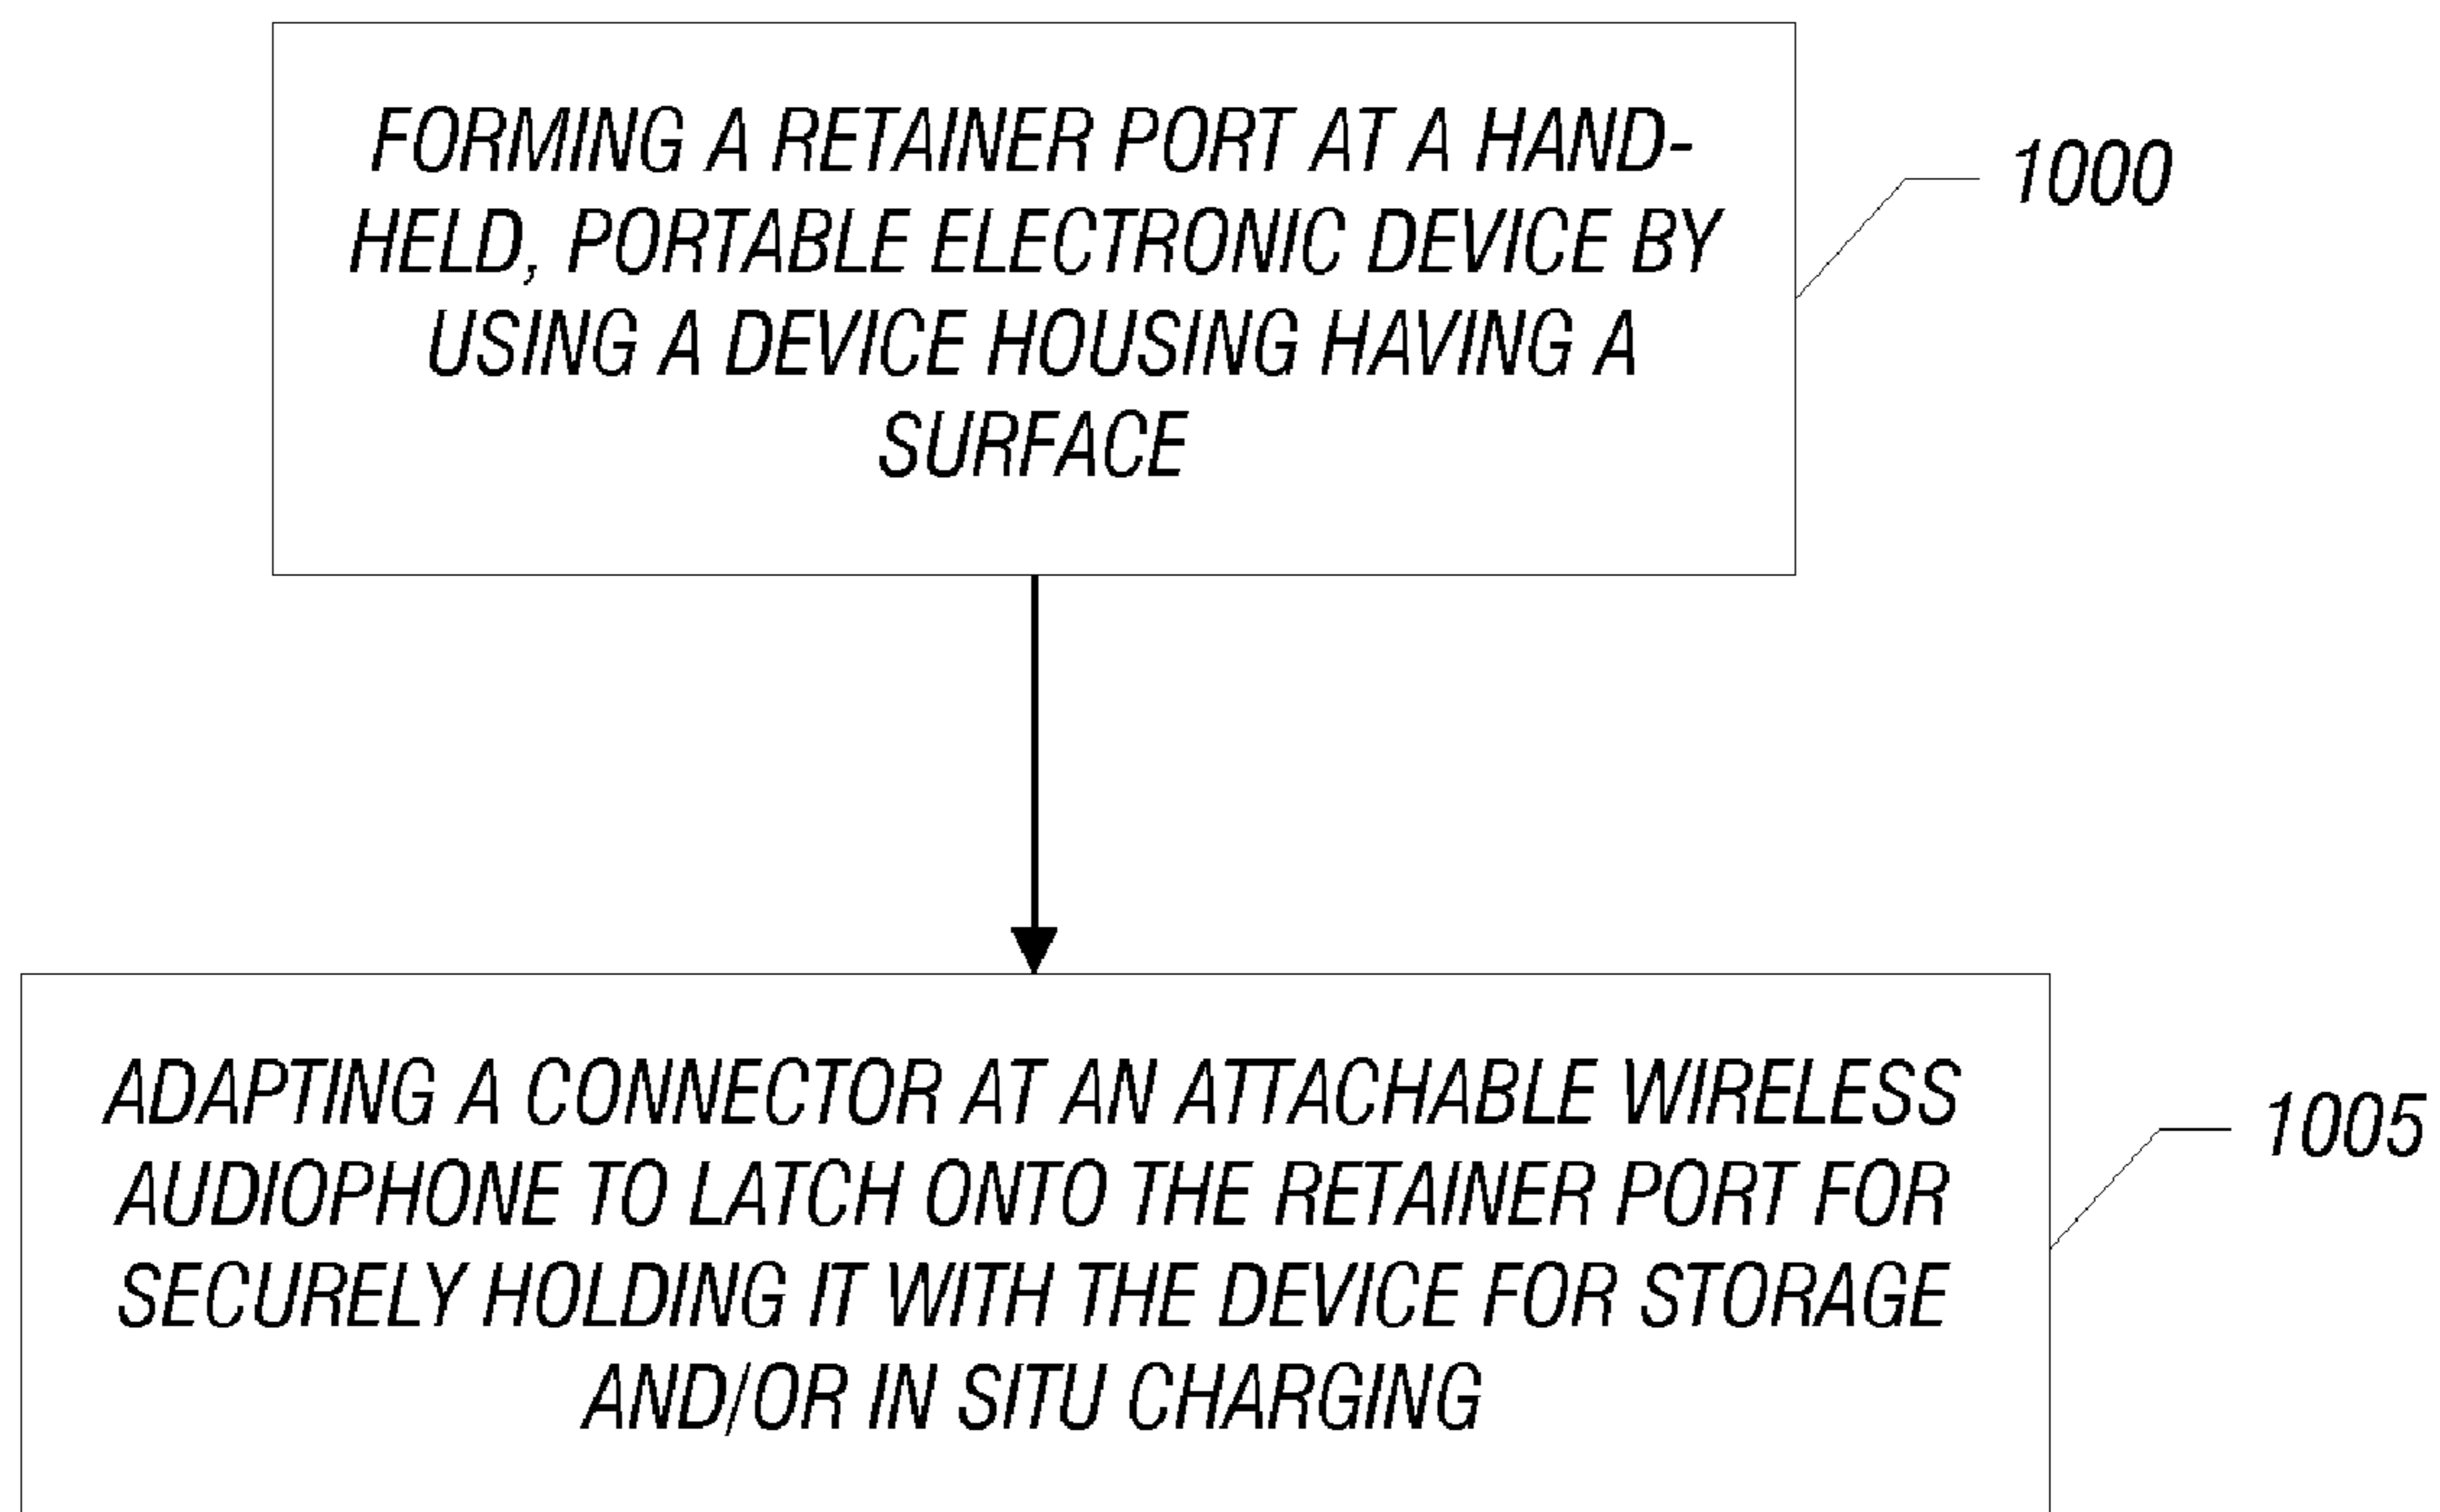 FORMING A RETAINER PORT AT A HAND-
HELD, PORTABLE ELECTRONIC DEVICE BY
USING A DEVICE HOUSING HAVING A
SURFACE
1000
ADAPTING A CONNECTOR AT AN ATTACHABLE WIRELESS
AUDIOPHONE TO LATCH ONTO THE RETAINER PORT FOR
SECURELY HOLDING IT WITH THE DEVICE FOR STORAGE
AND/OR IN SITU CHARGING
1005